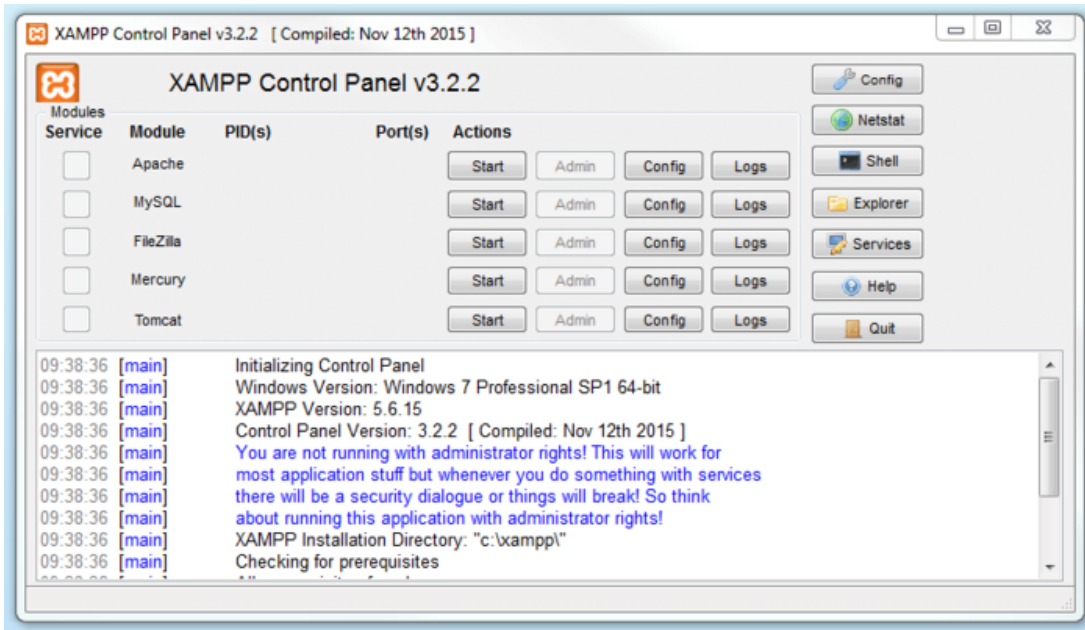 XAMPP Control Panel v3.2.2 [ Compiled: Nov 12th 2015 ]
XAMPP Control Panel v3.2.2
Modules
Service Module PID(s) Port(s) Actions
Apache Start Admin Config Logs
MySQL Start Admin Config Logs
FileZilla Start Admin Config Logs
Mercury Start Admin Config Logs
Tomcat Start Admin Config Logs
Config
Netstat
Shell
Explorer
Services
Help
Quit
09:38:36 [main] Initializing Control Panel
09:38:36 [main] Windows Version: Windows 7 Professional SP1 64-bit
09:38:36 [main] XAMPP Version: 5.6.15
09:38:36 [main] Control Panel Version: 3.2.2 [ Compiled: Nov 12th 2015 ]
09:38:36 [main] You are not running with administrator rights! This will work for
09:38:36 [main] most application stuff but whenever you do something with services
09:38:36 [main] there will be a security dialogue or things will break! So think
09:38:36 [main] about running this application with administrator rights!
09:38:36 [main] XAMPP Installation Directory: "c:\xampp\"
09:38:36 [main] Checking for prerequisites